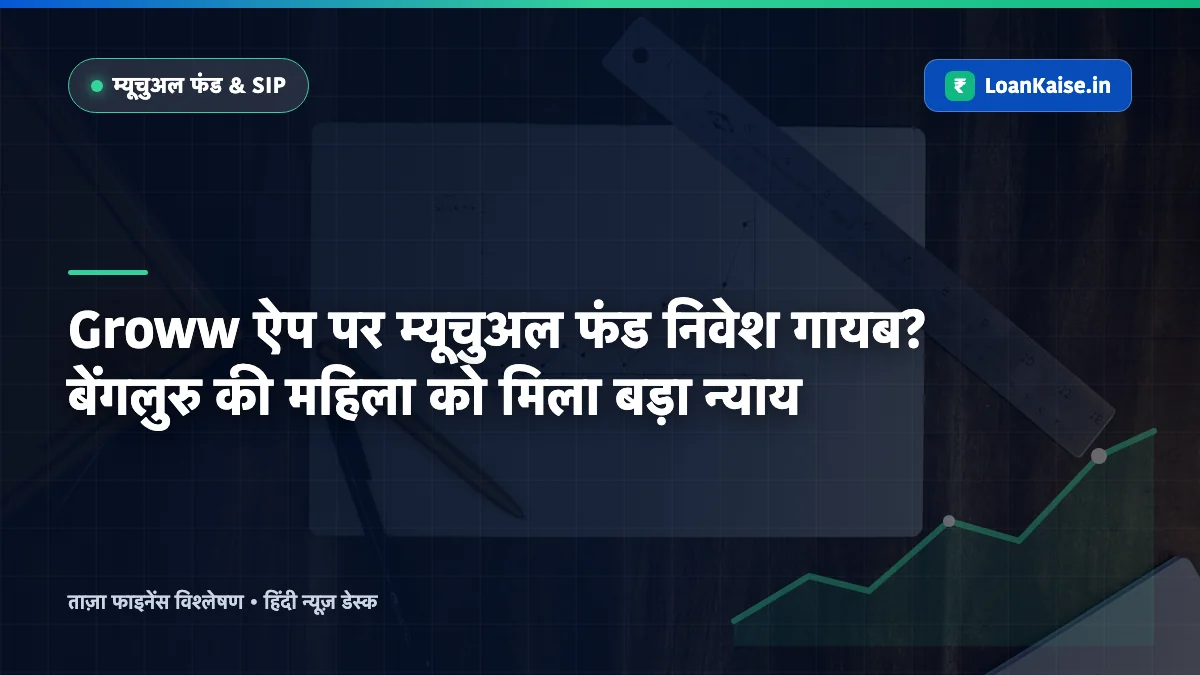 म्यूचुअल फंड & SIP
₹ LoanKaise.in
Groww ऐप पर म्यूचुअल फंड निवेश गायब?
बेंगलुरु की महिला को मिला बड़ा न्याय
ताज़ा फाइनेंस विश्लेषण • हिंदी न्यूज़ डेस्क